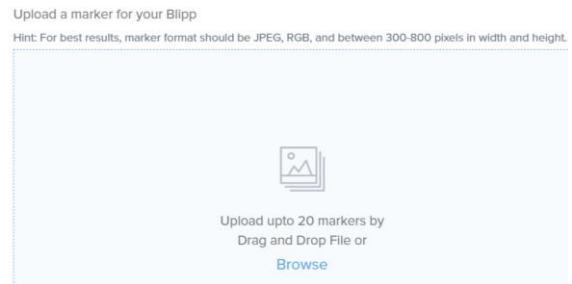 Upload a marker for your Blipp
Hint: For best results, marker format should be JPEG, RGB, and between 300-800 pixels in width and height.
Upload upto 20 markers by
Drag and Drop File or
Browse